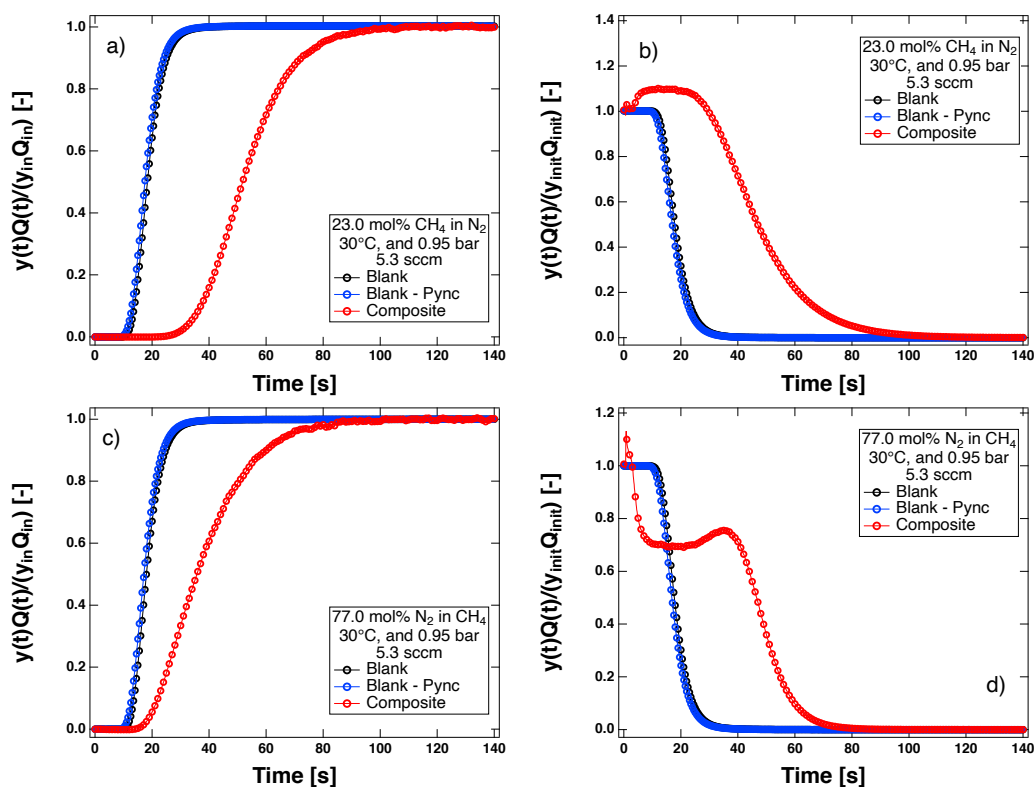 a)
y(t)Q(t)/(y_inQ_in) [-]
1.0
0.8
0.6
0.4
0.2
0.0
23.0 mol% CH₄ in N₂
30°C, and 0.95 bar
5.3 sccm
Blank
Blank - Pync
Composite
0 20 40 60 80 100 120 140
Time [s]
b)
y(t)Q(t)/(y_initQ_init) [-]
1.4
1.2
1.0
0.8
0.6
0.4
0.2
0.0
23.0 mol% CH₄ in N₂
30°C, and 0.95 bar
5.3 sccm
Blank
Blank - Pync
Composite
0 20 40 60 80 100 120 140
Time [s]
c)
y(t)Q(t)/(y_inQ_in) [-]
1.0
0.8
0.6
0.4
0.2
0.0
77.0 mol% N₂ in CH₄
30°C, and 0.95 bar
5.3 sccm
Blank
Blank - Pync
Composite
0 20 40 60 80 100 120 140
Time [s]
y(t)Q(t)/(y_initQ_init) [-]
1.2
1.0
0.8
0.6
0.4
0.2
0.0
77.0 mol% N₂ in CH₄
30°C, and 0.95 bar
5.3 sccm
Blank
Blank - Pync
Composite
d)
0 20 40 60 80 100 120 140
Time [s]